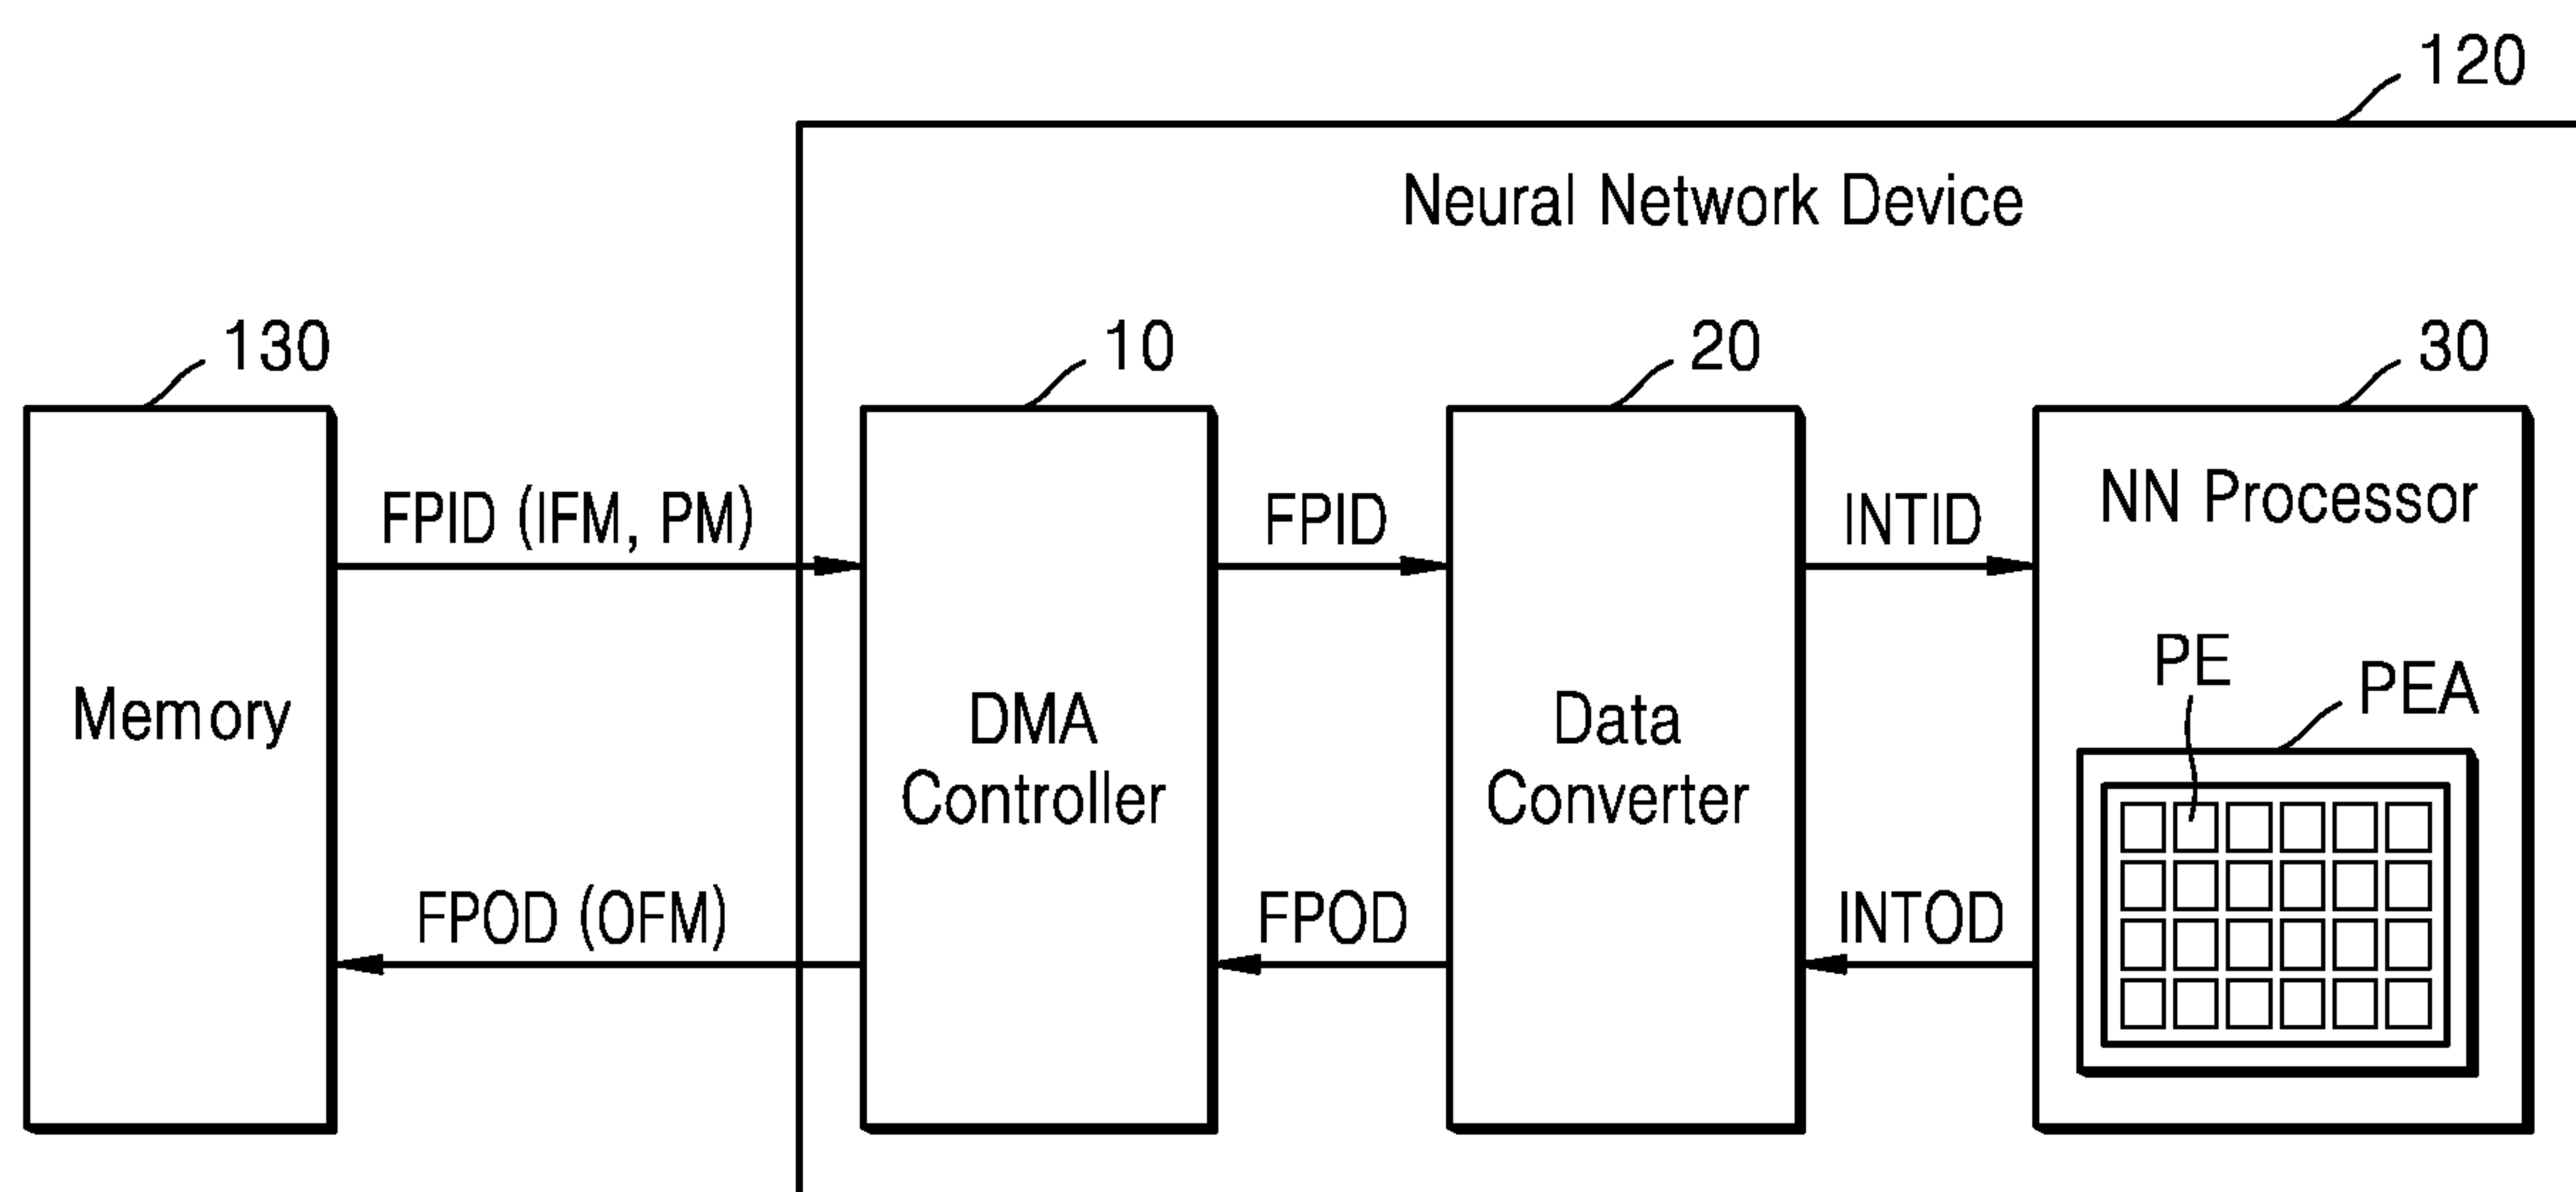 120
Neural Network Device
130
10
20
30
FPID (IFM, PM)
FPID
INTID
NN Processor
PE
PEA
Memory
DMA
Controller
Data
Converter
FPOD (OFM)
FPOD
INTOD